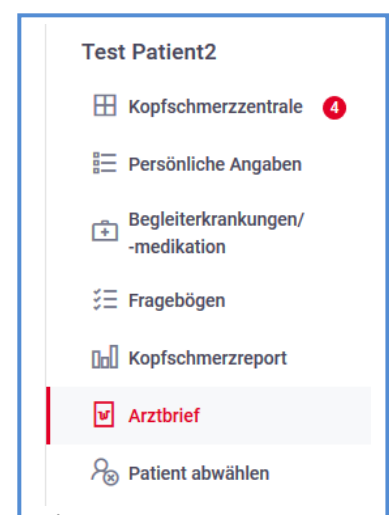 Test Patient2
Kopfschmerzzentrale 4
Persönliche Angaben
Begleiterkrankungen/
-medikation
Fragebögen
Kopfschmerzreport
Arztbrief
Patient abwählen